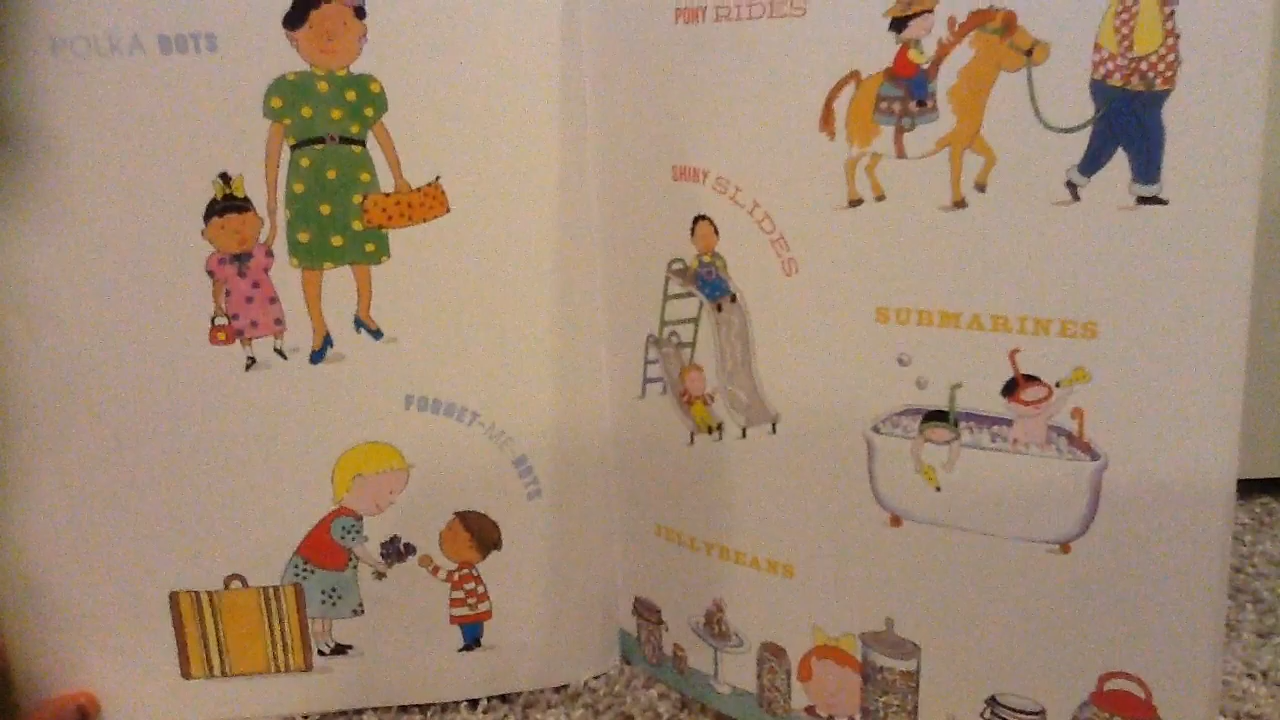 POLKA DOTS
FORGET-ME-NOTS
PONY RIDES
SHINY SLIDES
SUBMARINES
JELLYBEANS